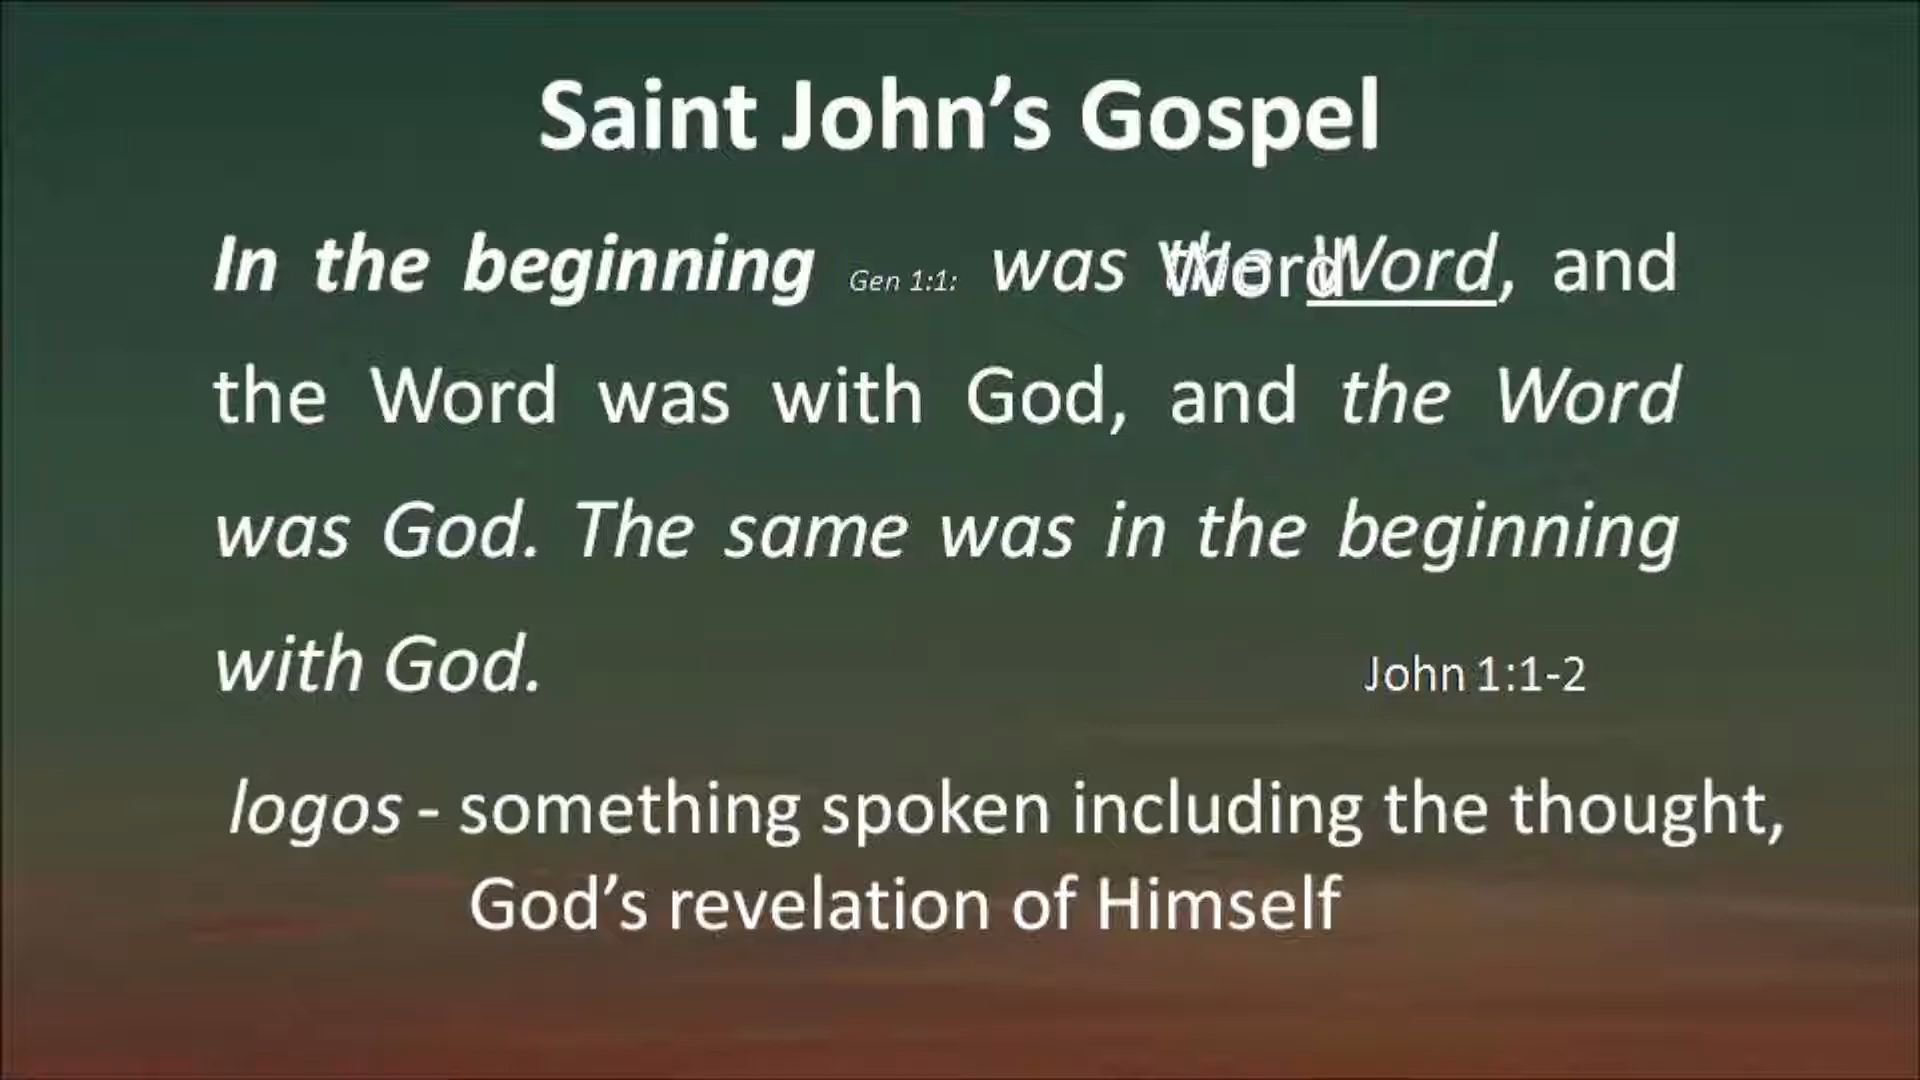 Saint John’s Gospel
In the beginning Gen 1:1: was the Word, and
Word
the Word was with God, and the Word
was God. The same was in the beginning
with God.
John 1:1-2
logos - something spoken including the thought,
God’s revelation of Himself